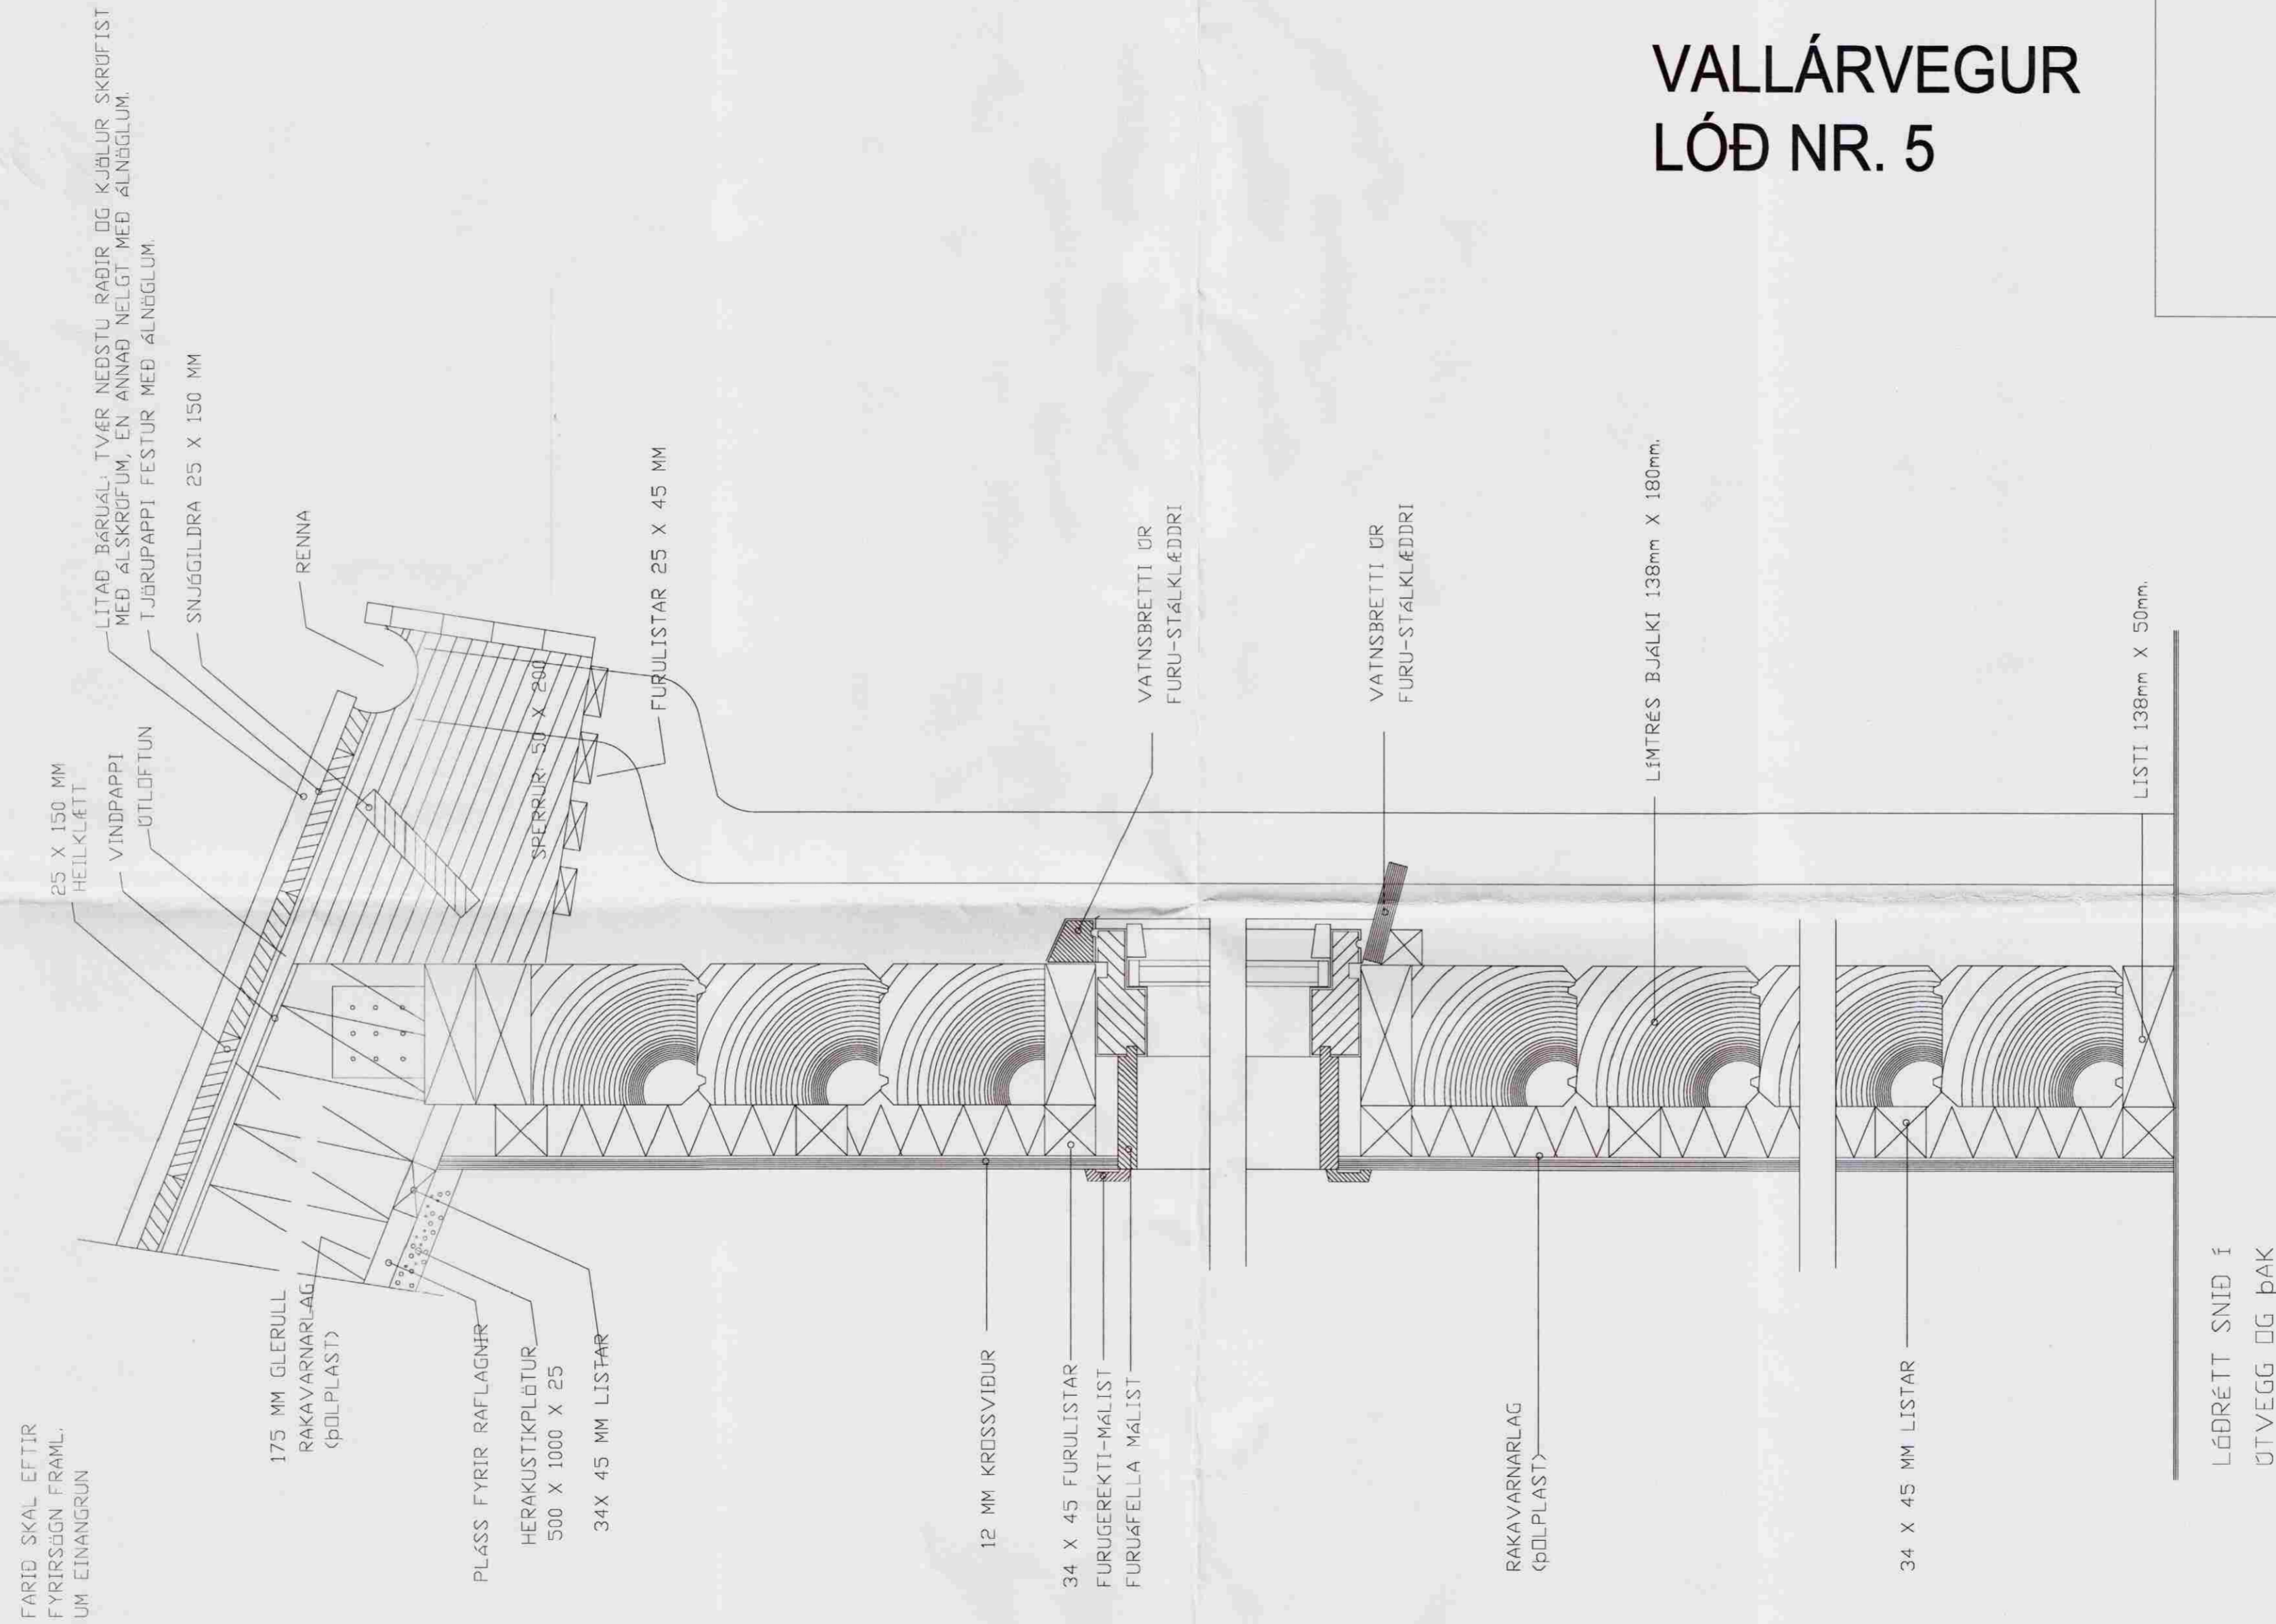 VALLÁRVEGUR
LÓÐ NR. 5
LITAÐ BÁRUÁL: TVÆR NEÐSTU RAÐIR OG KJÖLUR SKRÚFIST
MEÐ ÁLSKRÚFUM, EN ANNAÐ NELGT MEÐ ÁLNÖGLUM.
TJÖRUPAPPI FESTUR MEÐ ÁLNÖGLUM.
SNJÓGILDRA 25 X 150 MM
RENNA
25 X 150 MM
HEILKLÆTT
VINDPAPPI
ÚTLOFTUN
SPERRUR: 50 X 200
FURULISTAR 25 X 45 MM
VATNSBRETTI ÚR
FURU-STÁLKLÆDDRI
VATNSBRETTI ÚR
FURU-STÁLKLÆDDRI
LÍMTRÉS BJÁLKI 138mm X 180mm.
LISTI 138mm X 50mm.
FARIÐ SKAL EFTIR
FYRIRSÖGN FRAML.
UM EINANGRUN
175 MM GLERULL
RAKAVARNARLAG
(ÞOLPLAST)
PLÁSS FYRIR RAFLAGNIR
HERAKUSTIKPLÖTUR
500 X 1000 X 25
34X 45 MM LISTAR
12 MM KROSSVIÐUR
34 X 45 FURULISTAR
FURUGEREKTI-MÁLIST
FURUÁFELLA MÁLIST
RAKAVARNARLAG
(ÞOLPLAST)
34 X 45 MM LISTAR
LÓÐRÉTT SNIÐ Í
ÚTVEGG OG ÞAK